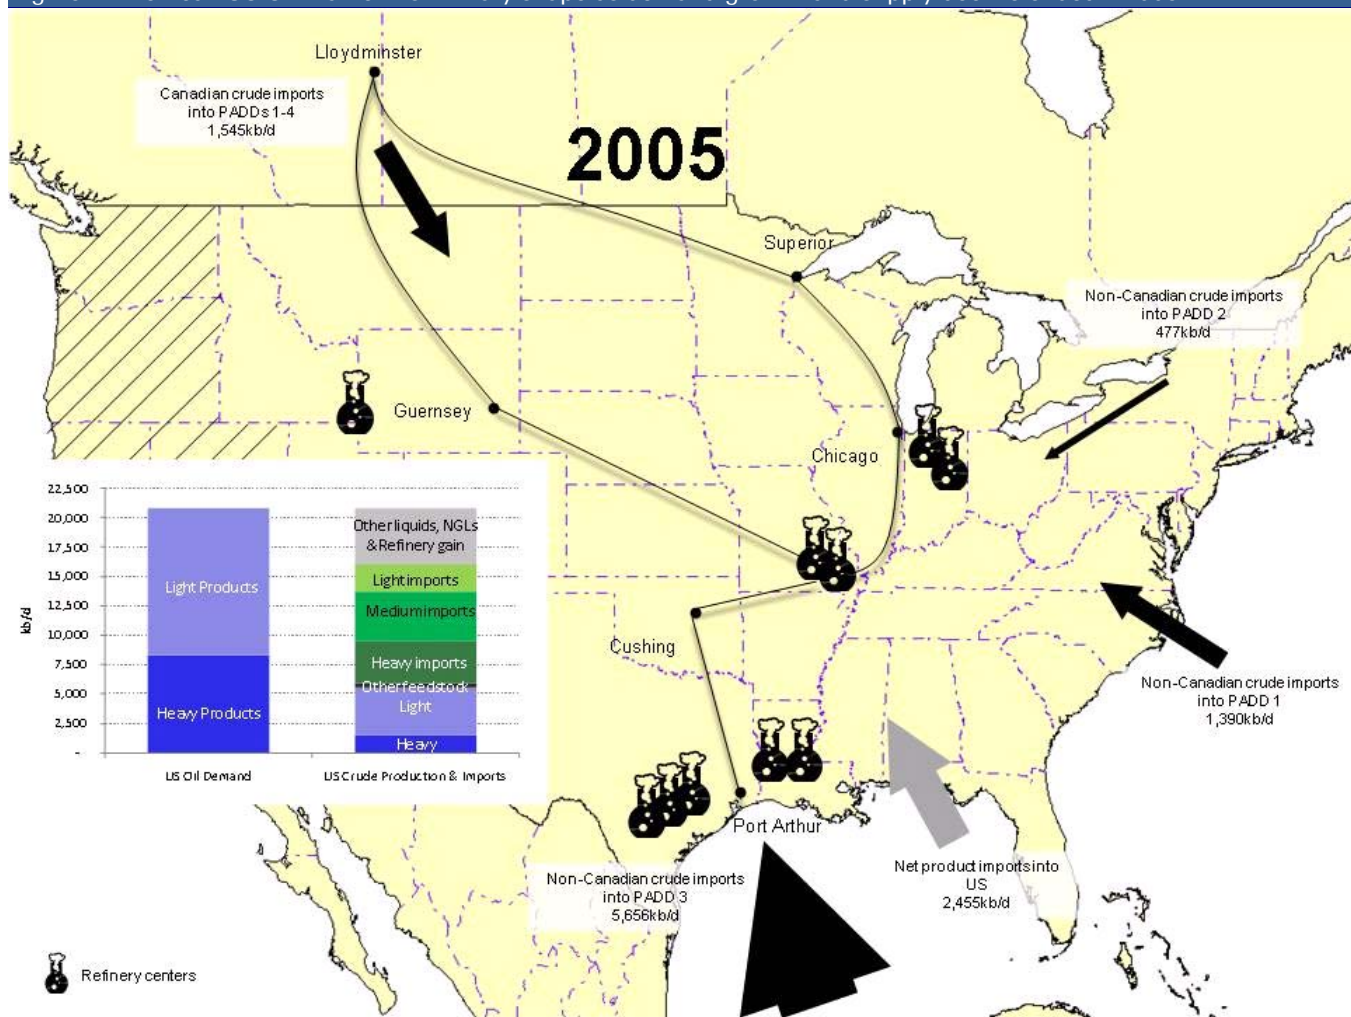 Lloydminster
Canadian crude imports
into PADDs 1-4
1,545kb/d
2005
Superior
Non-Canadian crude imports
into PADD 2
477kb/d
Guernsey
Chicago
22,500
20,000
17,500
15,000
12,500
10,000
7,500
5,000
2,500
-
kb/d
Light Products
Heavy Products
Other liquids, NGLs
& Refinery gain
Light imports
Medium imports
Heavy imports
Other feedstock
Light
Heavy
US Oil Demand
US Crude Production & Imports
Cushing
Non-Canadian crude imports
into PADD 1
1,390kb/d
Port Arthur
Non-Canadian crude imports
into PADD 3
5,656kb/d
Net product imports into
US
2,455kb/d
Refinery centers